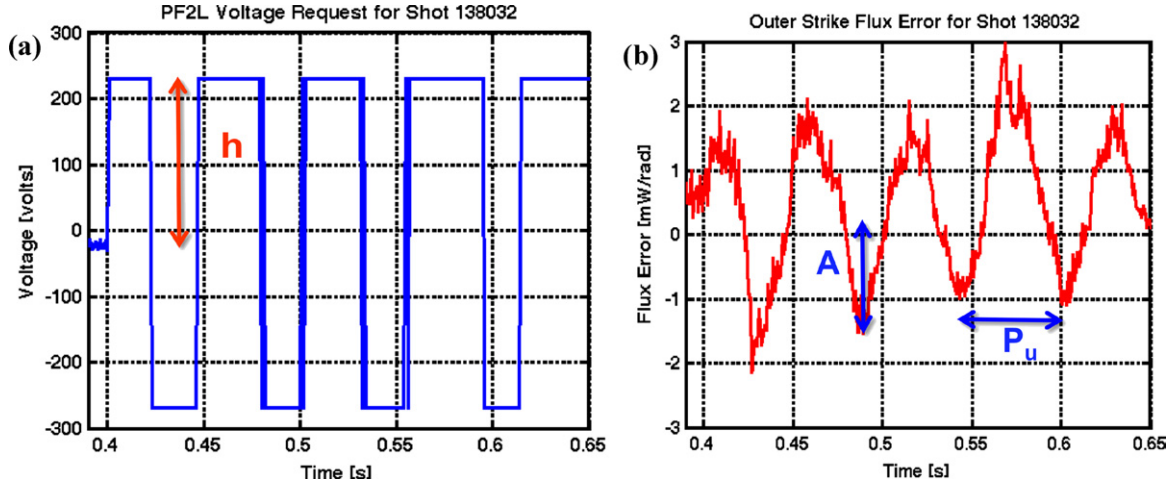 PF2L Voltage Request for Shot 138032
(a)
300
200
100
0
-100
-200
-300
Voltage [volts]
h
0.4
0.45
0.5
0.55
0.6
0.65
Time [s]
Outer Strike Flux Error for Shot 138032
(b)
3
2
1
0
-1
-2
-3
Flux Error [mW/rad]
A
Pu
0.4
0.45
0.5
0.55
0.6
0.65
Time [s]